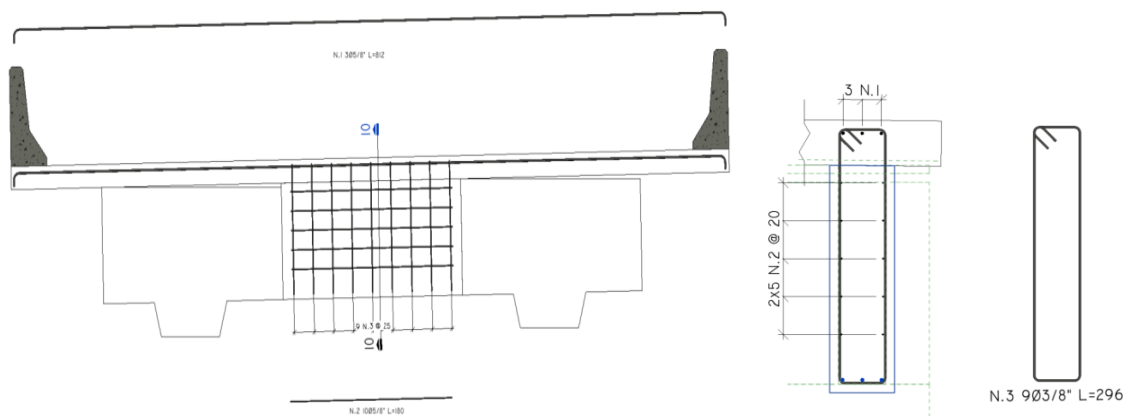 N.1 3Ø5/8" L=812
10
9 N.3 @ 25
10
N.2 10Ø5/8" L=180
3 N.1
2x5 N.2 @ 20
N.3 9Ø3/8" L=296